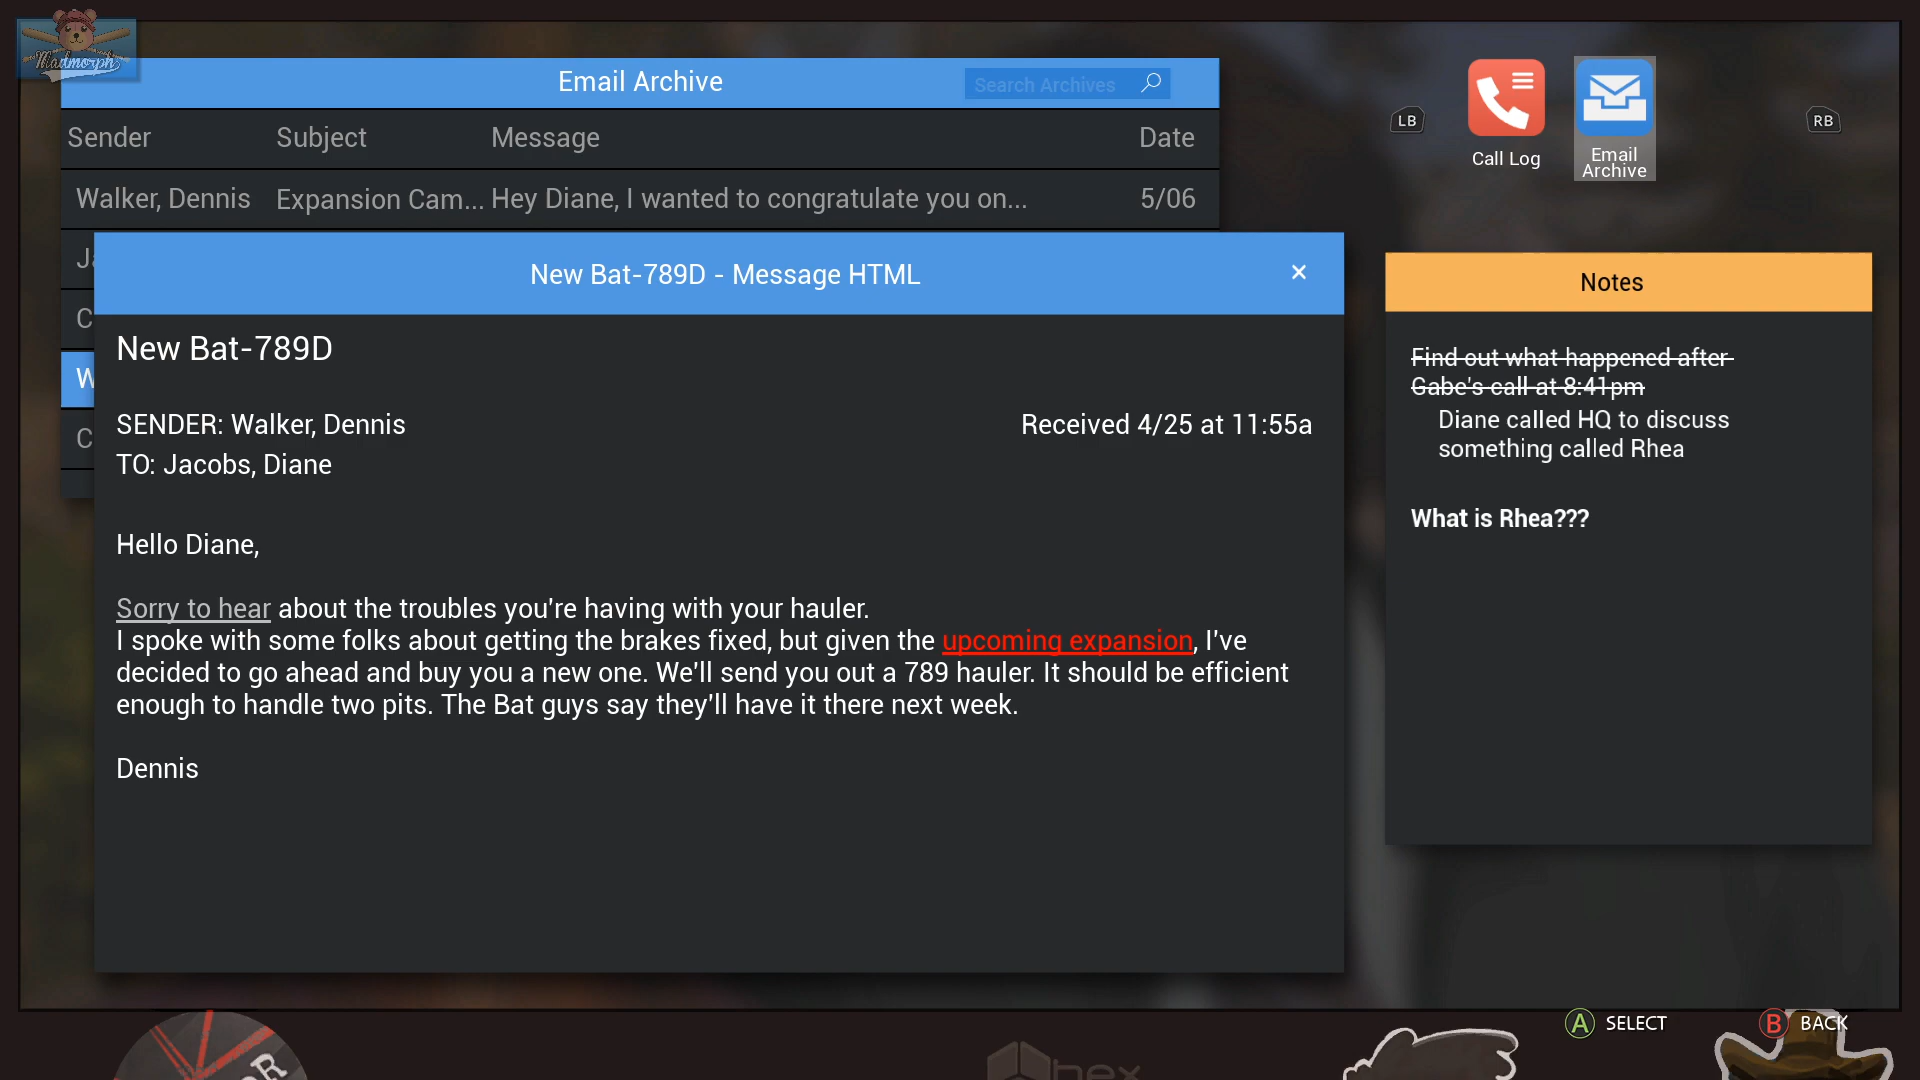 Madmorph
Email Archive
Search Archives
Sender Subject Message Date
Walker, Dennis Expansion Cam... Hey Diane, I wanted to congratulate you on... 5/06
Ja
C
W
C
New Bat-789D - Message HTML
×
New Bat-789D
SENDER: Walker, Dennis Received 4/25 at 11:55a
TO: Jacobs, Diane
Hello Diane,
Sorry to hear about the troubles you're having with your hauler.
I spoke with some folks about getting the brakes fixed, but given the upcoming expansion, I've
decided to go ahead and buy you a new one. We'll send you out a 789 hauler. It should be efficient
enough to handle two pits. The Bat guys say they'll have it there next week.
Dennis
LB
Call Log
Email
Archive
RB
Notes
Find out what happened after
Gabe's call at 8:41pm
Diane called HQ to discuss
something called Rhea
What is Rhea???
A SELECT
B BACK
OR
hex